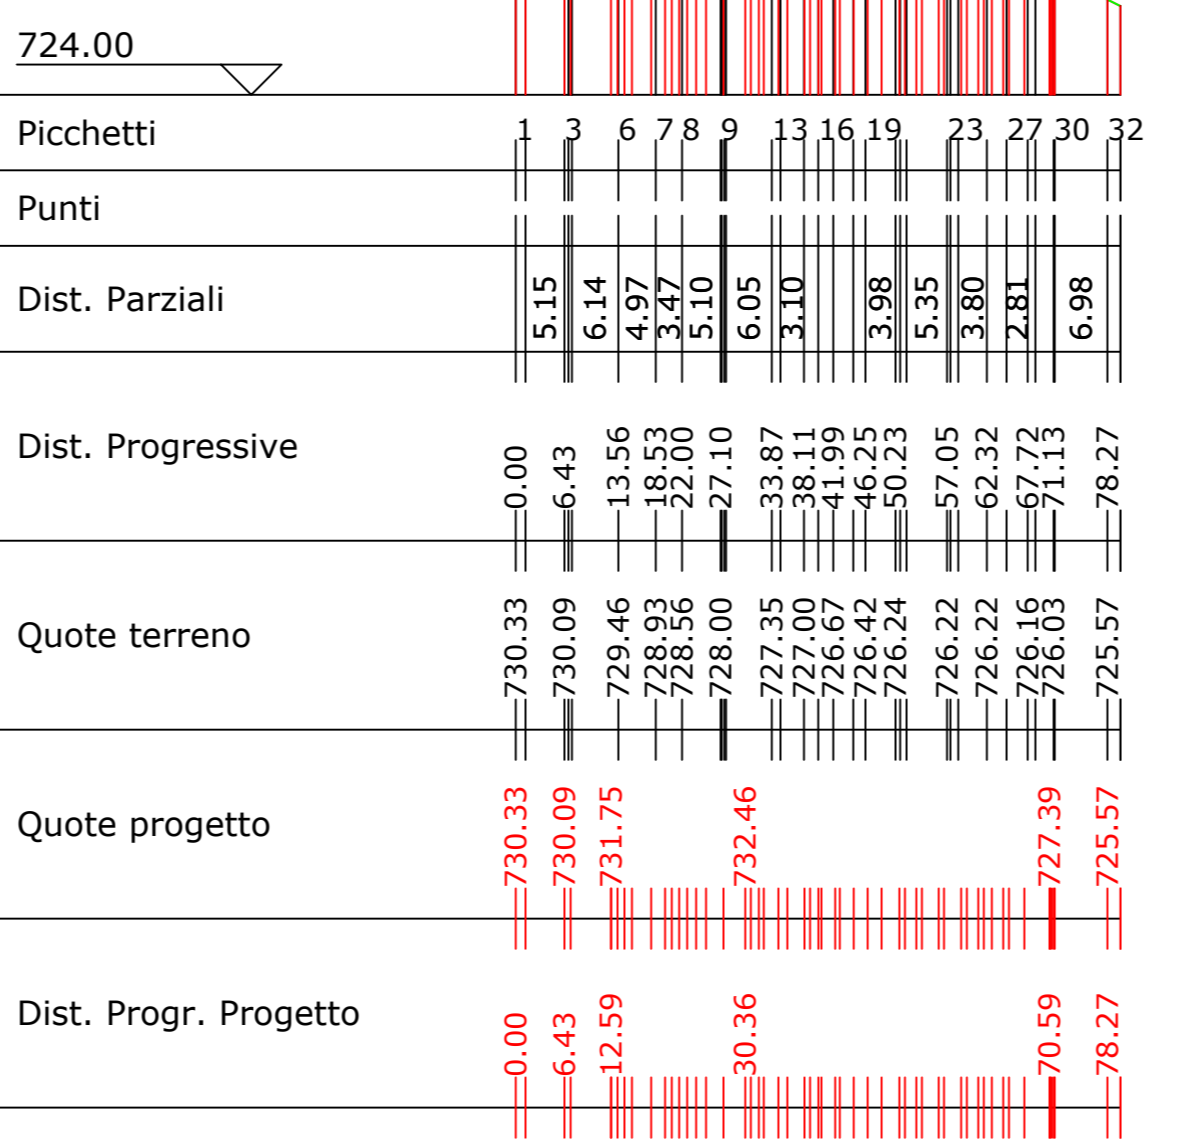 724.00
Picchetti 1 3 6 7 8 9 13 16 19 23 27 30 32
Punti
Dist. Parziali 5.15 6.14 4.97 3.47 5.10 6.05 3.10 3.98 5.35 3.80 2.81 6.98
Dist. Progressive 0.00 6.43 13.56 18.53 22.00 27.10 33.87 38.11 41.99 46.25 50.23 57.05 62.32 67.72 71.13 78.27
Quote terreno 730.33 730.09 729.46 728.93 728.56 728.00 727.35 727.00 726.67 726.42 726.24 726.22 726.22 726.16 726.03 725.57
Quote progetto 730.33 730.09 731.75 732.46 727.39 725.57
Dist. Progr. Progetto 0.00 6.43 12.59 30.36 70.59 78.27